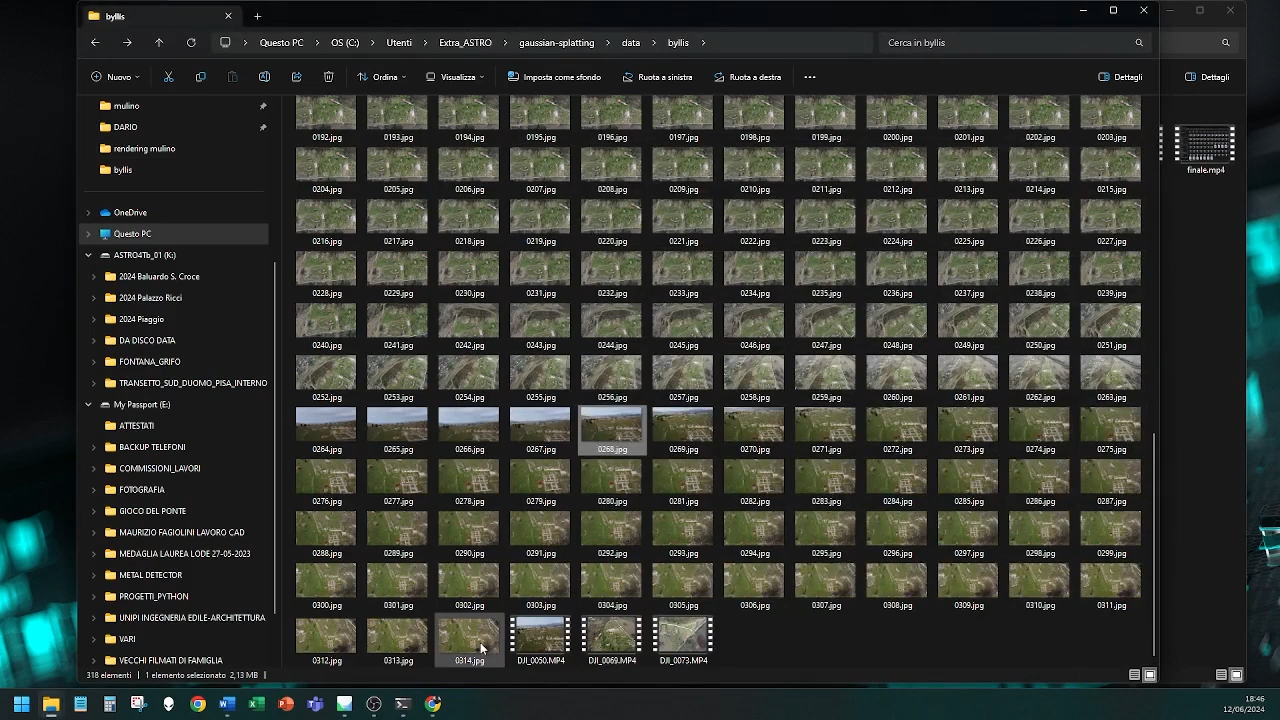 byllis
Questo PC > OS (C:) > Utenti > Extra_ASTRO > gaussian-splatting > data > byllis >
Cerca in byllis
Nuovo
Ordina
Visualizza
Imposta come sfondo
Ruota a sinistra
Ruota a destra
Dettagli
Dettagli
mulino
DARIO
rendering mulino
byllis
OneDrive
Questo PC
ASTRO4Tb_01 (K:)
2024 Baluardo S. Croce
2024 Palazzo Ricci
2024 Piaggio
DA DISCO DATA
FONTANA_GRIFO
TRANSETTO_SUD_DUOMO_PISA_INTERNO
My Passport (E:)
ATTESTATI
BACKUP TELEFONI
COMMISSIONI_LAVORI
FOTOGRAFIA
GIOCO DEL PONTE
MAURIZIO FAGIOLINI LAVORO CAD
MEDAGLIA LAUREA LODE 27-05-2023
METAL DETECTOR
PROGETTI_PYTHON
UNIPI INGEGNERIA EDILE-ARCHITETTURA
VARI
VECCHI FILMATI DI FAMIGLIA
0192.jpg 0193.jpg 0194.jpg 0195.jpg 0196.jpg 0197.jpg 0198.jpg 0199.jpg 0200.jpg 0201.jpg 0202.jpg 0203.jpg
0204.jpg 0205.jpg 0206.jpg 0207.jpg 0208.jpg 0209.jpg 0210.jpg 0211.jpg 0212.jpg 0213.jpg 0214.jpg 0215.jpg
0216.jpg 0217.jpg 0218.jpg 0219.jpg 0220.jpg 0221.jpg 0222.jpg 0223.jpg 0224.jpg 0225.jpg 0226.jpg 0227.jpg
0228.jpg 0229.jpg 0230.jpg 0231.jpg 0232.jpg 0233.jpg 0234.jpg 0235.jpg 0236.jpg 0237.jpg 0238.jpg 0239.jpg
0240.jpg 0241.jpg 0242.jpg 0243.jpg 0244.jpg 0245.jpg 0246.jpg 0247.jpg 0248.jpg 0249.jpg 0250.jpg 0251.jpg
0252.jpg 0253.jpg 0254.jpg 0255.jpg 0256.jpg 0257.jpg 0258.jpg 0259.jpg 0260.jpg 0261.jpg 0262.jpg 0263.jpg
0264.jpg 0265.jpg 0266.jpg 0267.jpg 0268.jpg 0269.jpg 0270.jpg 0271.jpg 0272.jpg 0273.jpg 0274.jpg 0275.jpg
0276.jpg 0277.jpg 0278.jpg 0279.jpg 0280.jpg 0281.jpg 0282.jpg 0283.jpg 0284.jpg 0285.jpg 0286.jpg 0287.jpg
0288.jpg 0289.jpg 0290.jpg 0291.jpg 0292.jpg 0293.jpg 0294.jpg 0295.jpg 0296.jpg 0297.jpg 0298.jpg 0299.jpg
0300.jpg 0301.jpg 0302.jpg 0303.jpg 0304.jpg 0305.jpg 0306.jpg 0307.jpg 0308.jpg 0309.jpg 0310.jpg 0311.jpg
0312.jpg 0313.jpg 0314.jpg DJI_0050.MP4 DJI_0069.MP4 DJI_0073.MP4
finale.mp4
318 elementi
1 elemento selezionato 2,13 MB
18:46
12/06/2024